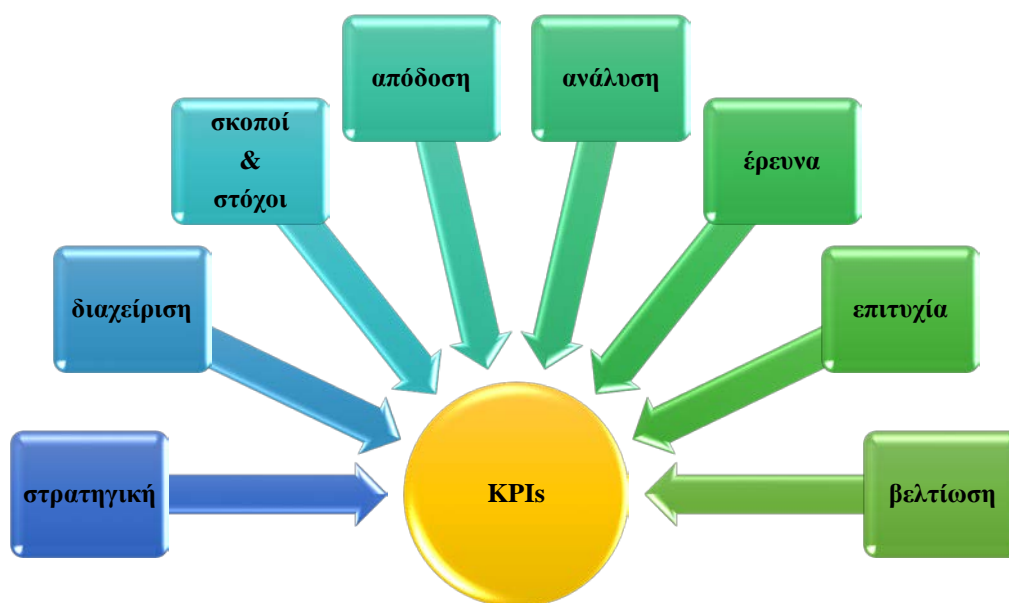 στρατηγική
διαχείριση
σκοποί
&
στόχοι
απόδοση
ανάλυση
έρευνα
επιτυχία
βελτίωση
KPIs